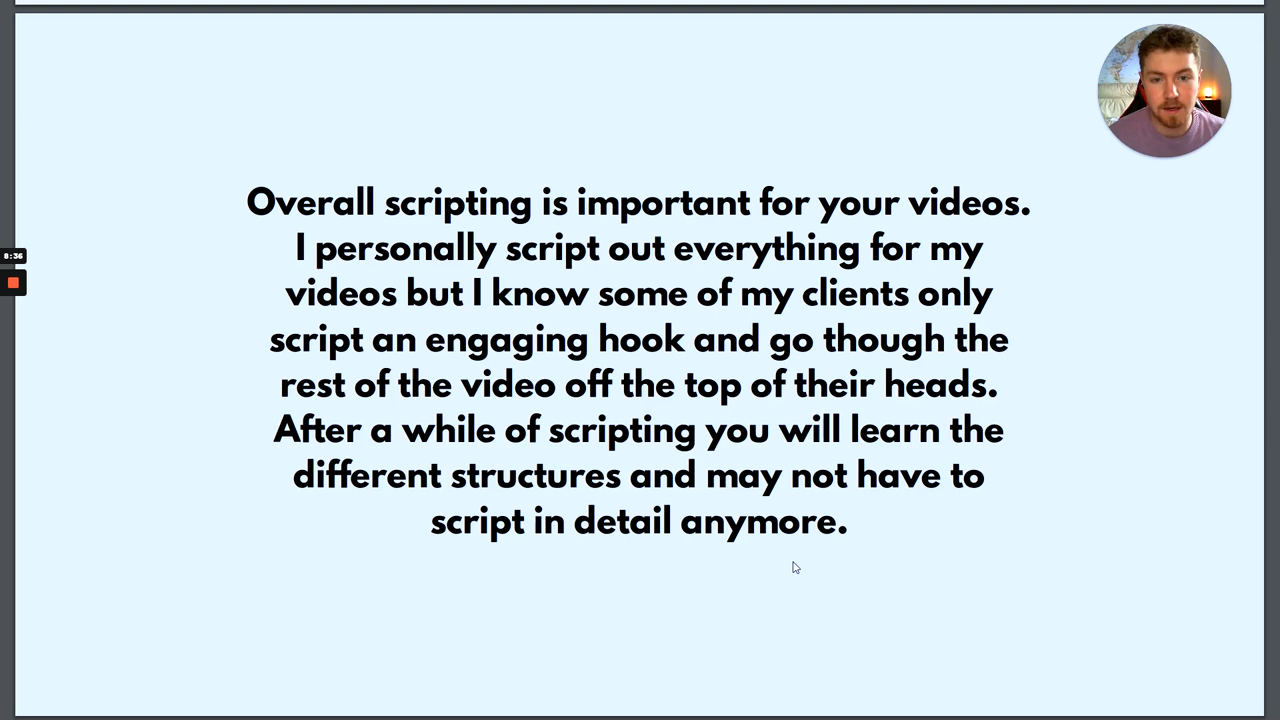 8:36
Overall scripting is important for your videos.
I personally script out everything for my
videos but I know some of my clients only
script an engaging hook and go though the
rest of the video off the top of their heads.
After a while of scripting you will learn the
different structures and may not have to
script in detail anymore.